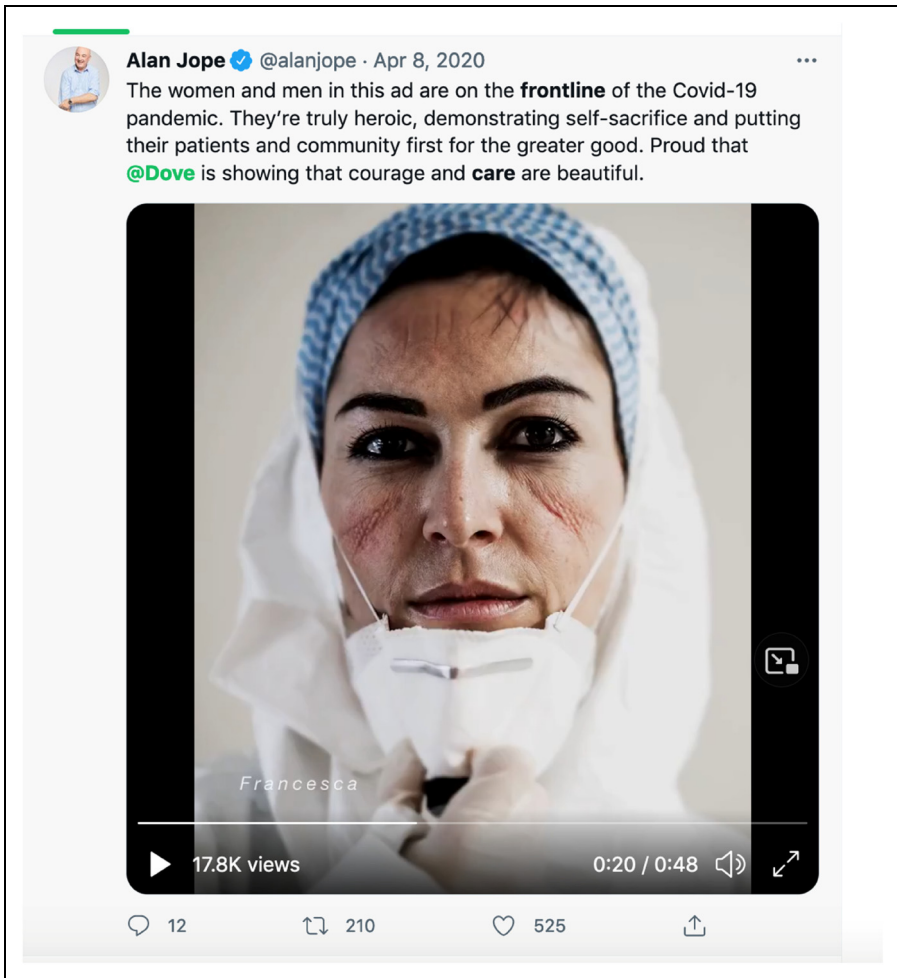 Alan Jope @alanjope · Apr 8, 2020
The women and men in this ad are on the frontline of the Covid-19
pandemic. They’re truly heroic, demonstrating self-sacrifice and putting
their patients and community first for the greater good. Proud that
@Dove is showing that courage and care are beautiful.
Francesca
17.8K views 0:20 / 0:48
12 210 525